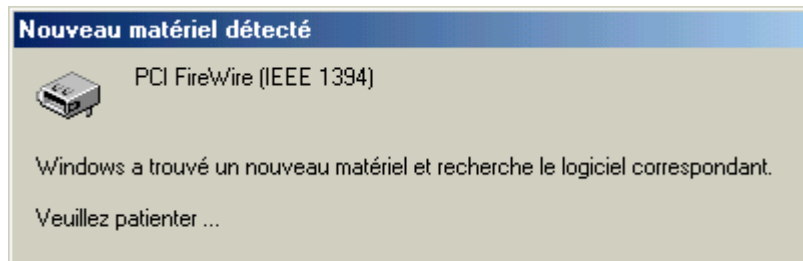 Nouveau matériel détecté
PCI FireWire (IEEE 1394)
Windows a trouvé un nouveau matériel et recherche le logiciel correspondant.
Veuillez patienter ...